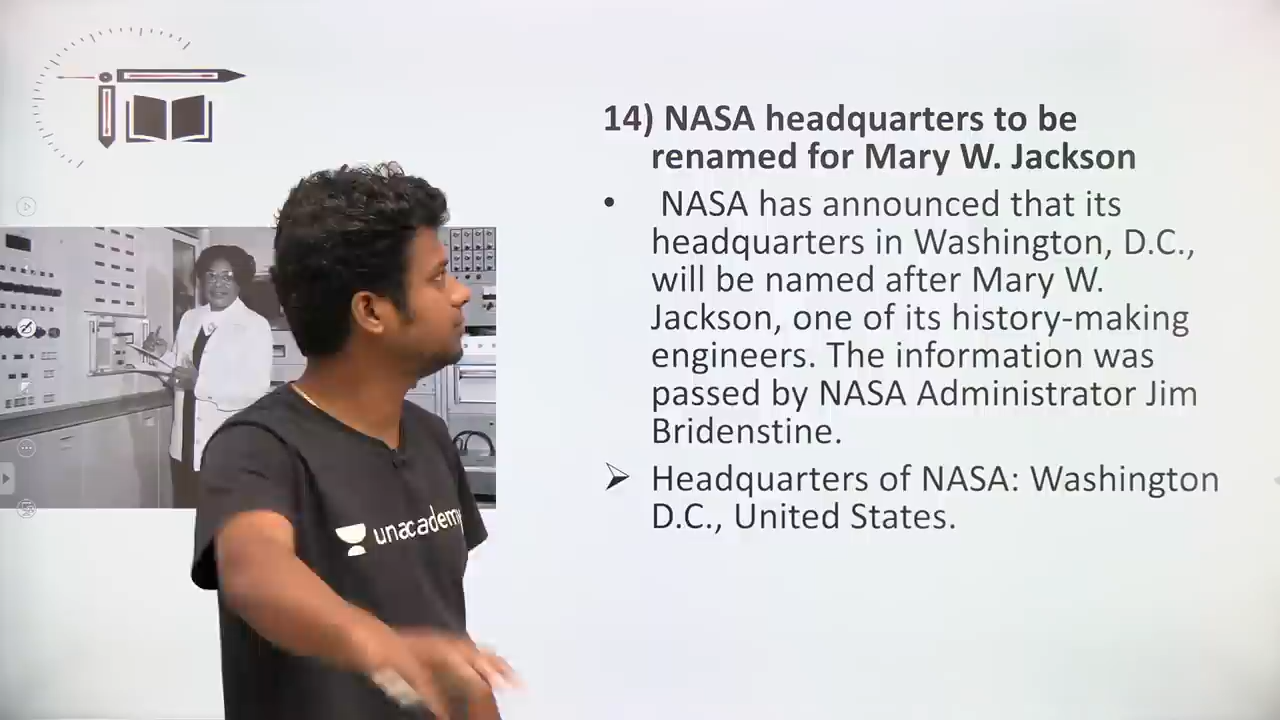 14) NASA headquarters to be
renamed for Mary W. Jackson
• NASA has announced that its
headquarters in Washington, D.C.,
will be named after Mary W.
Jackson, one of its history-making
engineers. The information was
passed by NASA Administrator Jim
Bridenstine.
➢ Headquarters of NASA: Washington
D.C., United States.
unacademy